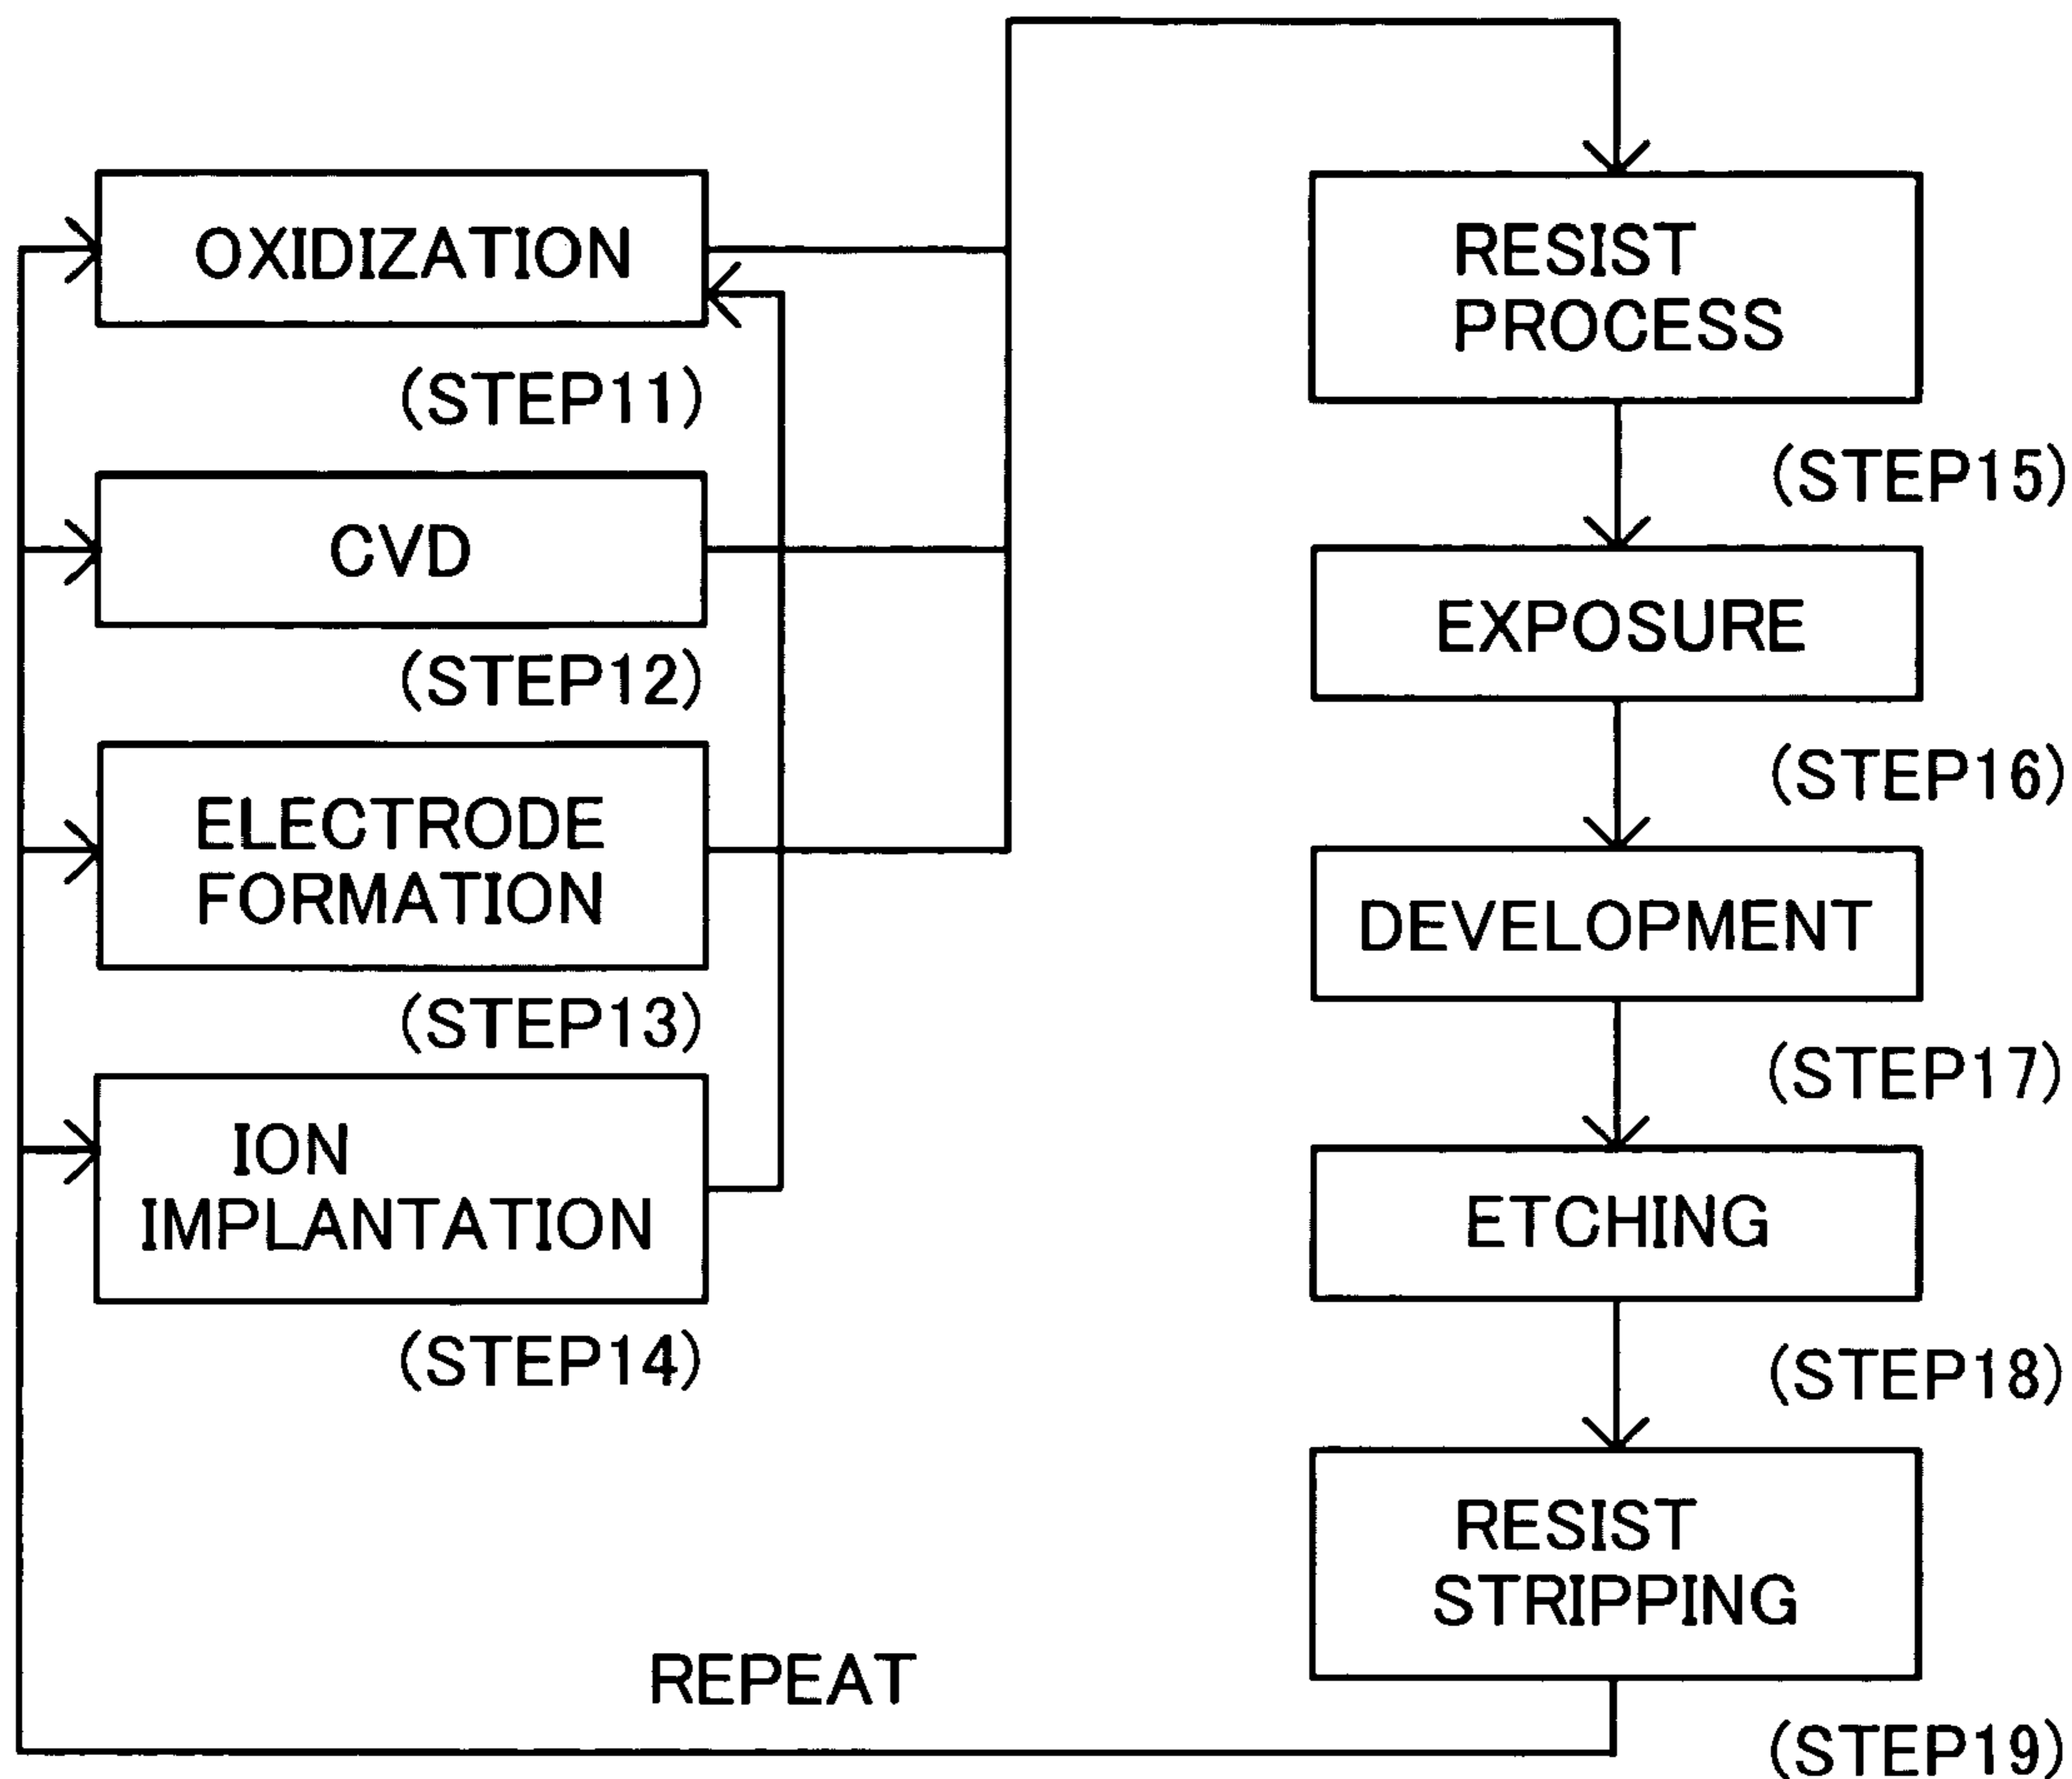 OXIDIZATION
(STEP11)
CVD
(STEP12)
ELECTRODE
FORMATION
(STEP13)
ION
IMPLANTATION
(STEP14)
RESIST
PROCESS
(STEP15)
EXPOSURE
(STEP16)
DEVELOPMENT
(STEP17)
ETCHING
(STEP18)
RESIST
STRIPPING
(STEP19)
REPEAT